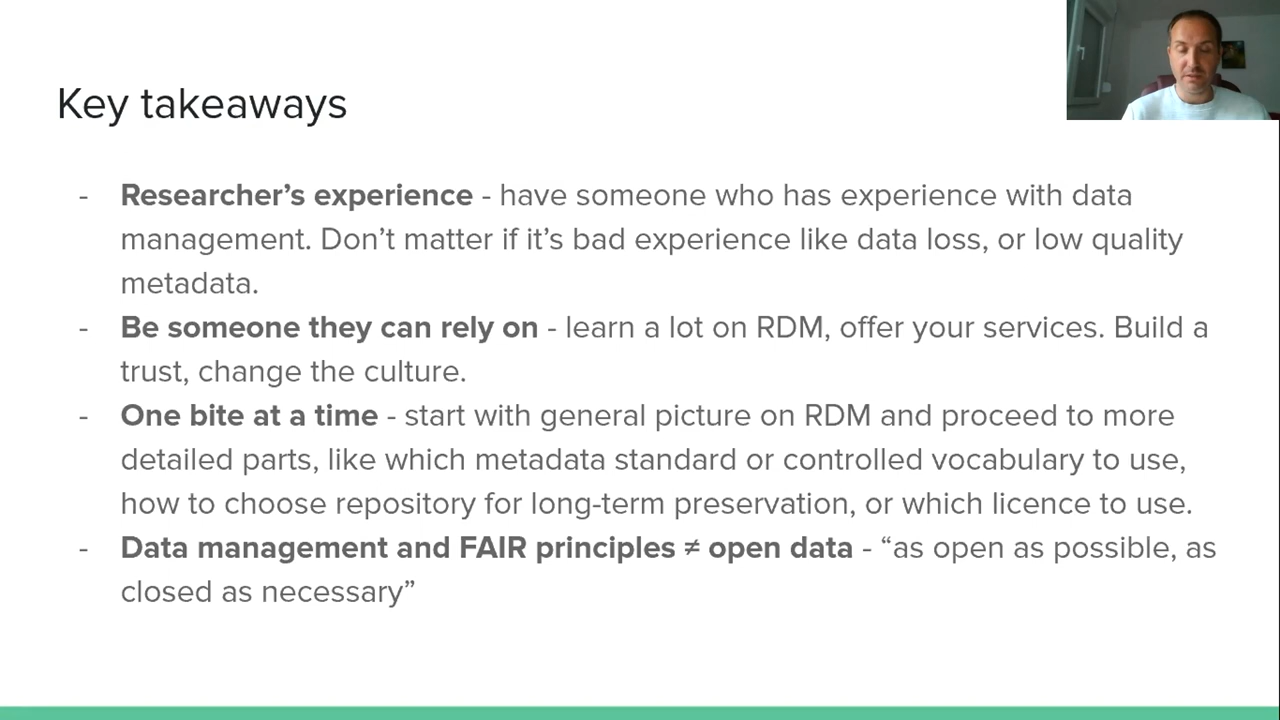 Key takeaways
- Researcher’s experience - have someone who has experience with data
management. Don’t matter if it’s bad experience like data loss, or low quality
metadata.
- Be someone they can rely on - learn a lot on RDM, offer your services. Build a
trust, change the culture.
- One bite at a time - start with general picture on RDM and proceed to more
detailed parts, like which metadata standard or controlled vocabulary to use,
how to choose repository for long-term preservation, or which licence to use.
- Data management and FAIR principles ≠ open data - “as open as possible, as
closed as necessary”